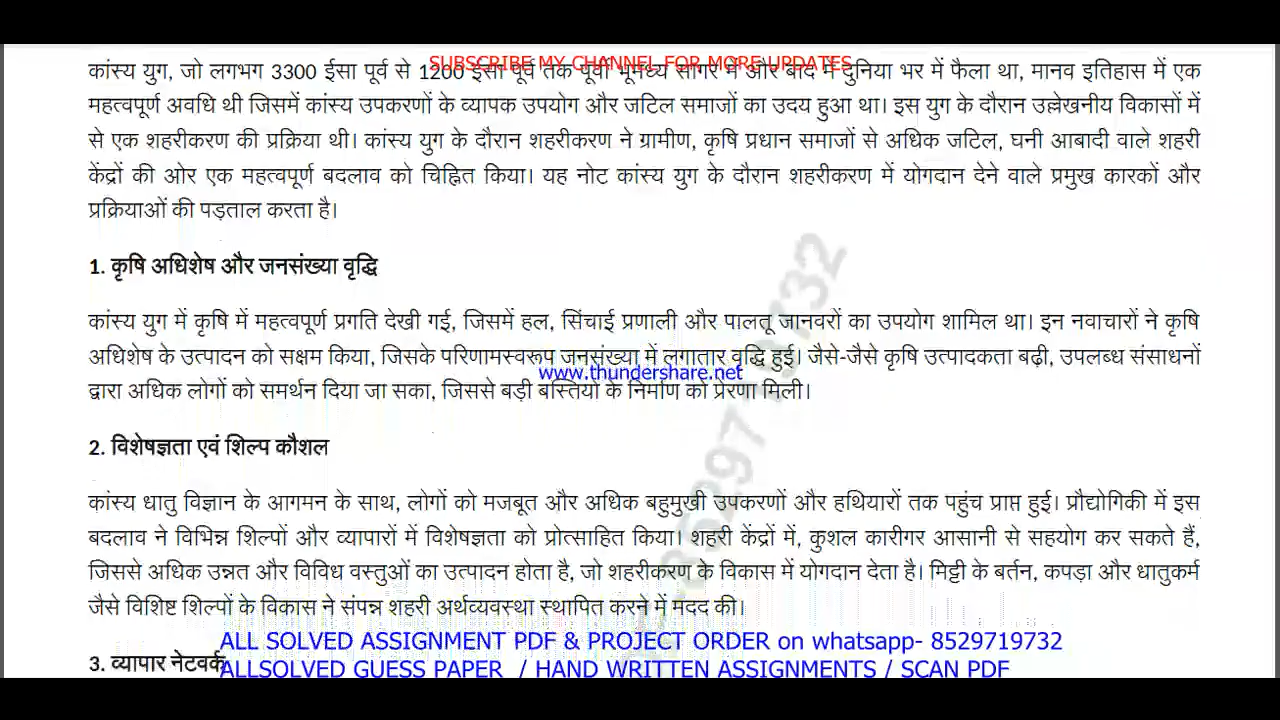 SUBSCRIBE MY CHANNEL FOR MORE UPDATES
कांस्य युग, जो लगभग 3300 ईसा पूर्व से 1200 ईसा पूर्व तक पूर्वी भूमध्य सागर में और बाद में दुनिया भर में फैला था, मानव इतिहास में एक
महत्वपूर्ण अवधि थी जिसमें कांस्य उपकरणों के व्यापक उपयोग और जटिल समाजों का उदय हुआ था। इस युग के दौरान उल्लेखनीय विकासों में
से एक शहरीकरण की प्रक्रिया थी। कांस्य युग के दौरान शहरीकरण ने ग्रामीण, कृषि प्रधान समाजों से अधिक जटिल, घनी आबादी वाले शहरी
केंद्रों की ओर एक महत्वपूर्ण बदलाव को चिह्नित किया। यह नोट कांस्य युग के दौरान शहरीकरण में योगदान देने वाले प्रमुख कारकों और
प्रक्रियाओं की पड़ताल करता है।
1. कृषि अधिशेष और जनसंख्या वृद्धि
कांस्य युग में कृषि में महत्वपूर्ण प्रगति देखी गई, जिसमें हल, सिंचाई प्रणाली और पालतू जानवरों का उपयोग शामिल था। इन नवाचारों ने कृषि
अधिशेष के उत्पादन को सक्षम किया, जिसके परिणामस्वरूप जनसंख्या में लगातार वृद्धि हुई। जैसे-जैसे कृषि उत्पादकता बढ़ी, उपलब्ध संसाधनों
www.thundershare.net
द्वारा अधिक लोगों को समर्थन दिया जा सका, जिससे बड़ी बस्तियों के निर्माण को प्रेरणा मिली।
2. विशेषज्ञता एवं शिल्प कौशल
कांस्य धातु विज्ञान के आगमन के साथ, लोगों को मजबूत और अधिक बहुमुखी उपकरणों और हथियारों तक पहुंच प्राप्त हुई। प्रौद्योगिकी में इस
बदलाव ने विभिन्न शिल्पों और व्यापारों में विशेषज्ञता को प्रोत्साहित किया। शहरी केंद्रों में, कुशल कारीगर आसानी से सहयोग कर सकते हैं,
जिससे अधिक उन्नत और विविध वस्तुओं का उत्पादन होता है, जो शहरीकरण के विकास में योगदान देता है। मिट्टी के बर्तन, कपड़ा और धातुकर्म
जैसे विशिष्ट शिल्पों के विकास ने संपन्न शहरी अर्थव्यवस्था स्थापित करने में मदद की।
8529719732
ALL SOLVED ASSIGNMENT PDF & PROJECT ORDER on whatsapp- 8529719732
3. व्यापार नेटवर्क
ALLSOLVED GUESS PAPER / HAND WRITTEN ASSIGNMENTS / SCAN PDF